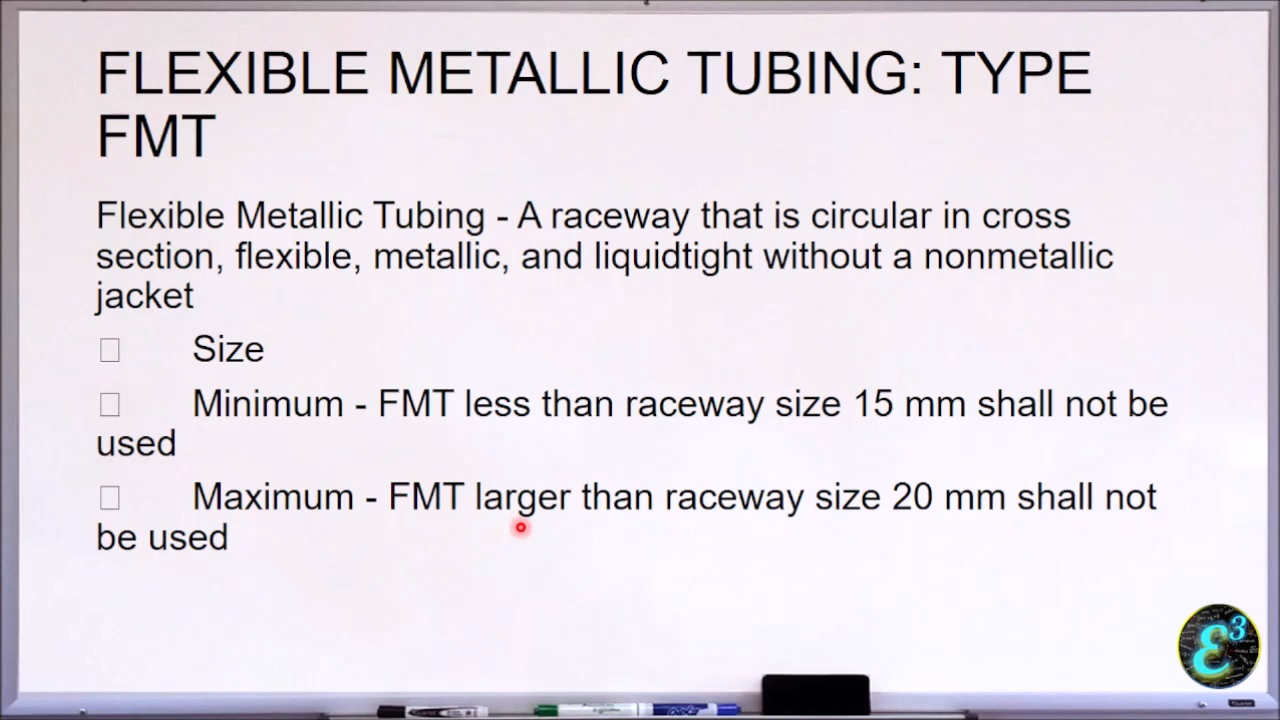 FLEXIBLE METALLIC TUBING: TYPE
FMT
Flexible Metallic Tubing - A raceway that is circular in cross
section, flexible, metallic, and liquidtight without a nonmetallic
jacket
Size
Minimum - FMT less than raceway size 15 mm shall not be
used
Maximum - FMT larger than raceway size 20 mm shall not
be used
ε3